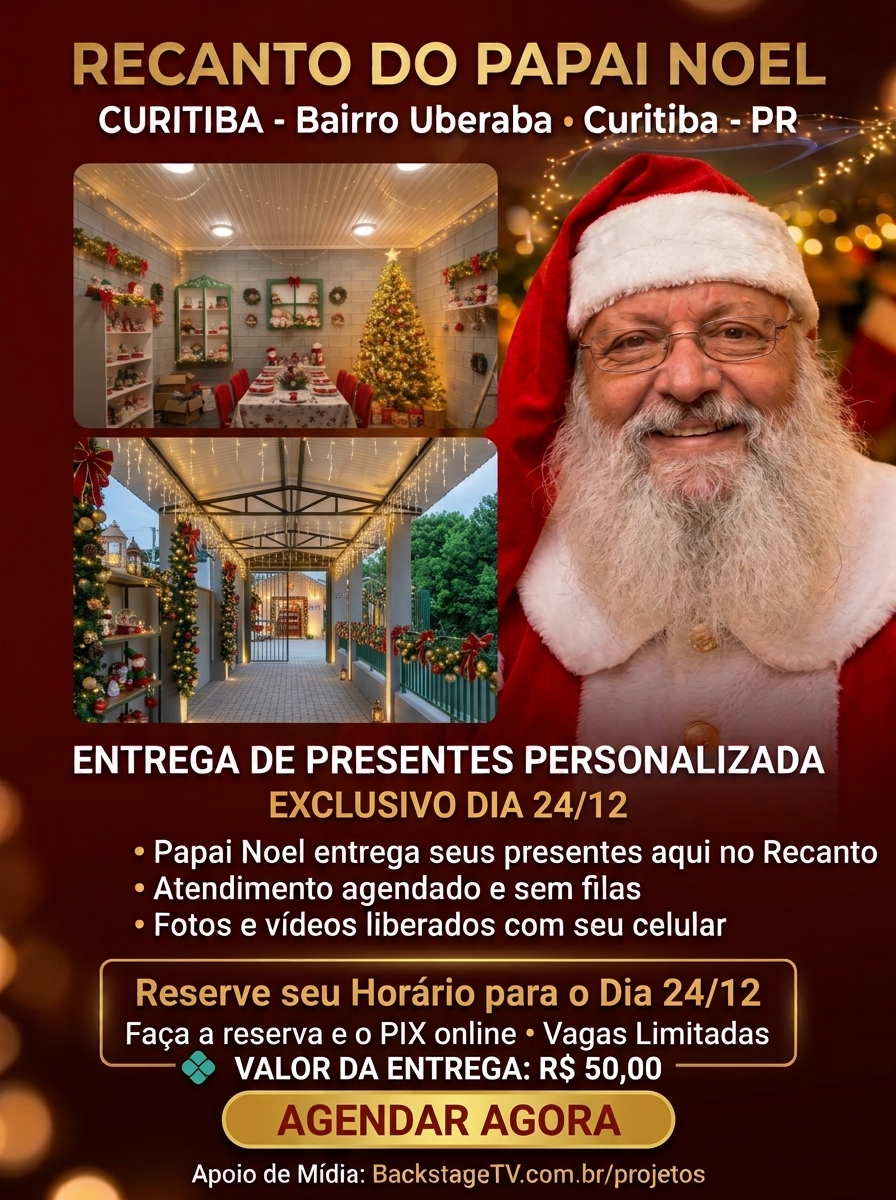 RECANTO DO PAPAI NOEL
CURITIBA - Bairro Uberaba • Curitiba - PR
ENTREGA DE PRESENTES PERSONALIZADA
EXCLUSIVO DIA 24/12
• Papai Noel entrega seus presentes aqui no Recanto
• Atendimento agendado e sem filas
• Fotos e vídeos liberados com seu celular
Reserve seu Horário para o Dia 24/12
Faça a reserva e o PIX online • Vagas Limitadas
VALOR DA ENTREGA: R$ 50,00
AGENDAR AGORA
Apoio de Mídia: BackstageTV.com.br/projetos